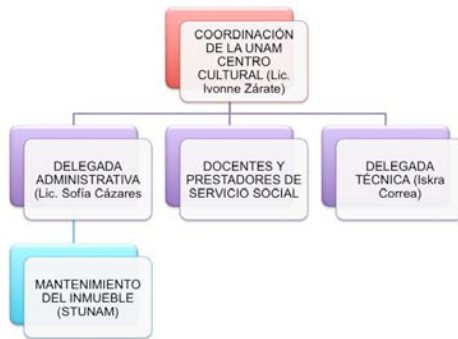 COORDINACIÓN
DE LA UNAM
CENTRO
CULTURAL (Lic.
Ivonne Zárate)
DELEGADA
ADMINISTRATIVA
(Lic. Sofía Cázares
DOCENTES Y
PRESTADORES DE
SERVICIO SOCIAL
DELEGADA
TÉCNICA (Iskra
Correa)
MANTENIMIENTO
DEL INMUEBLE
(STUNAM)